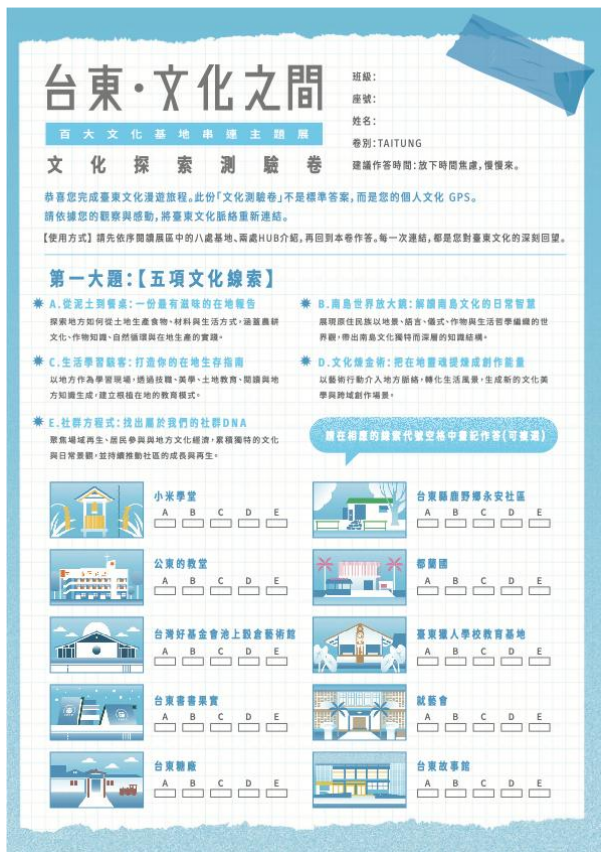 台東・文化之間
百大文化基地串連主題展
文化探索測驗卷
班級：
座號：
姓名：
卷別：TAITUNG
建議作答時間：放下時間焦慮，慢慢來。
恭喜您完成臺東文化漫遊旅程。此份「文化測驗卷」不是標準答案，而是您的個人文化 GPS。
請依據您的觀察與感動，將臺東文化脈絡重新連結。
【使用方式】請先依序閱讀展區中的八處基地、兩處HUB介紹，再回到本卷作答。每一次連結，都是您對臺東文化的深刻回望。
第一大題：【五項文化線索】
A.從泥土到餐桌：一份最有滋味的在地報告
探索地方如何從土地生產食物、材料與生活方式，涵蓋農耕
文化、作物知識、自然循環與在地生產的實踐。
B.南島世界放大鏡：解讀南島文化的日常智慧
展現原住民族以地景、語言、儀式、作物與生活哲學編織的世
界觀，帶出南島文化獨特而深層的知識結構。
C.生活學習觀客：打造你的在地生存指南
以地方作為學習現場，透過技職、美學、土地教育、閱讀與地
方知識生成，建立根植在地的教育模式。
D.文化煉金術：把在地靈魂提煉成創作能量
以藝術行動介入地方脈絡，轉化生活風景，生成新的文化美
學與跨域創作場景。
E.社群方程式：找出屬於我們的社群DNA
聚焦場域再生、居民參與與地方文化經濟，累積獨特的文化
與日常景觀，並持續推動社區的成長與再生。
請在相應的線索代號空格中畫記作答（可複選）
小米學堂
A B C D E
台東縣鹿野鄉永安社區
A B C D E
公東的教堂
A B C D E
都蘭國
A B C D E
台灣好基金會池上穀倉藝術館
A B C D E
臺東獵人學校教育基地
A B C D E
台東書書果實
A B C D E
就藝會
A B C D E
台東糖廠
A B C D E
台東故事館
A B C D E